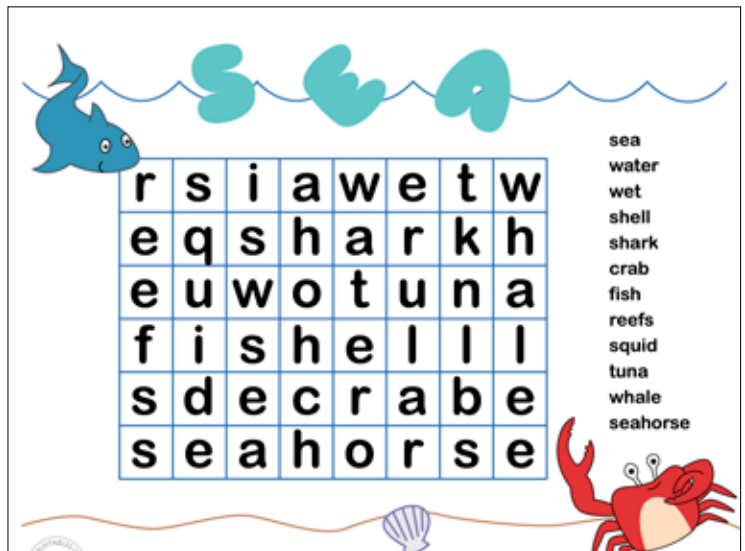 SEA
r s i a w e t w
e q s h a r k h
e u w o t u n a
f i s h e l l l
s d e c r a b e
s e a h o r s e
sea
water
wet
shell
shark
crab
fish
reefs
squid
tuna
whale
seahorse